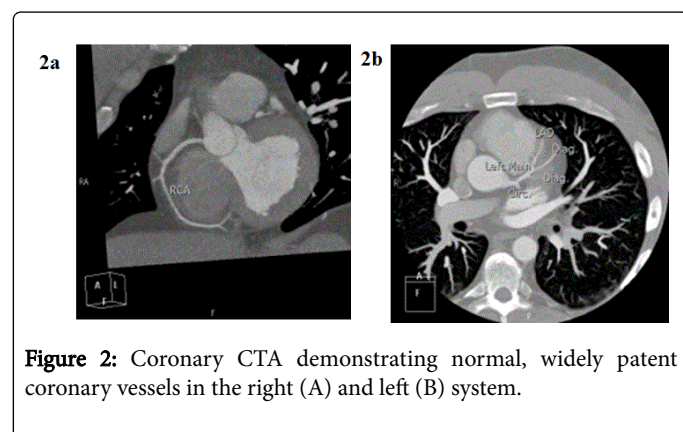 2a
2b
RA
RCA
A L
F
F
LAD
Diag.
Left Main
Diag.
Circ.
R
A
F
F
Figure 2: Coronary CTA demonstrating normal, widely patent
coronary vessels in the right (A) and left (B) system.